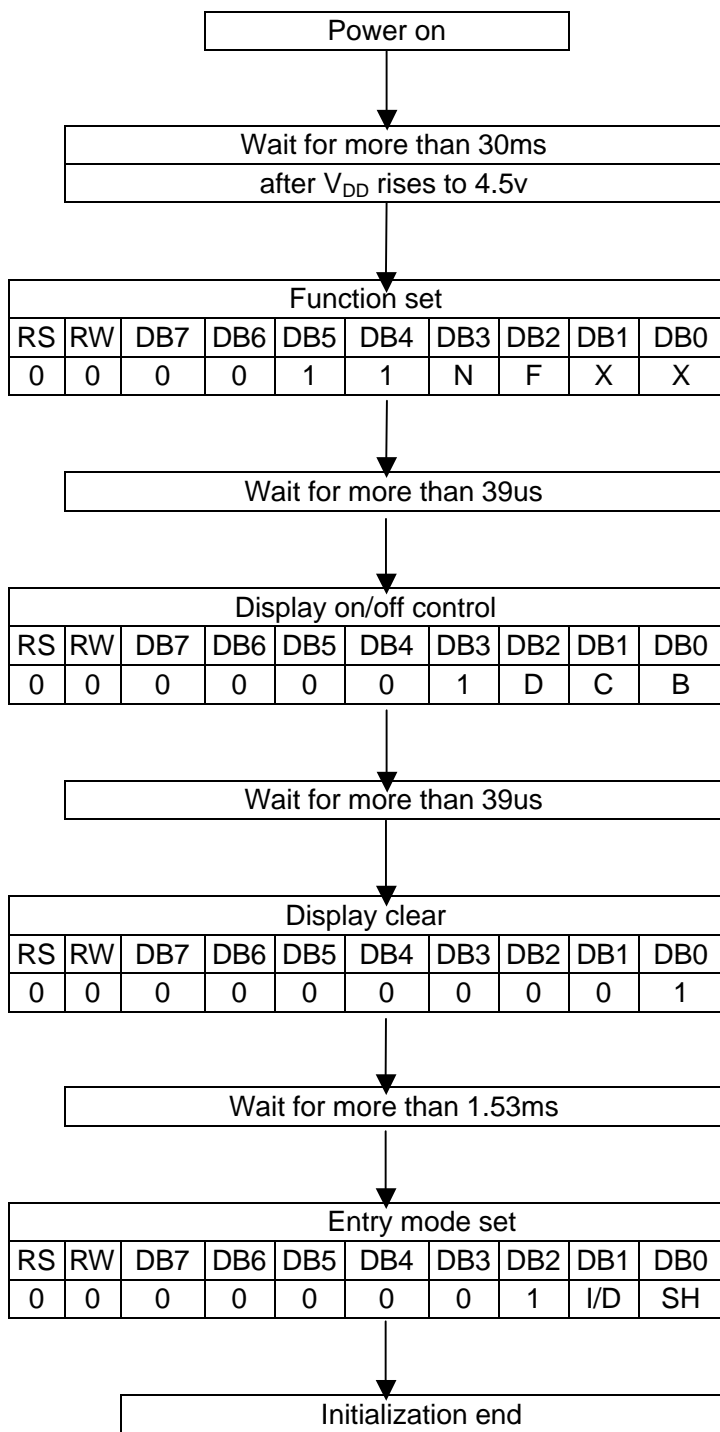 Power on
Wait for more than 30ms
after VDD rises to 4.5v
Function set
RS RW DB7 DB6 DB5 DB4 DB3 DB2 DB1 DB0
0 0 0 0 1 1 N F X X
Wait for more than 39us
Display on/off control
RS RW DB7 DB6 DB5 DB4 DB3 DB2 DB1 DB0
0 0 0 0 0 0 1 D C B
Wait for more than 39us
Display clear
RS RW DB7 DB6 DB5 DB4 DB3 DB2 DB1 DB0
0 0 0 0 0 0 0 0 0 1
Wait for more than 1.53ms
Entry mode set
RS RW DB7 DB6 DB5 DB4 DB3 DB2 DB1 DB0
0 0 0 0 0 0 0 1 I/D SH
Initialization end